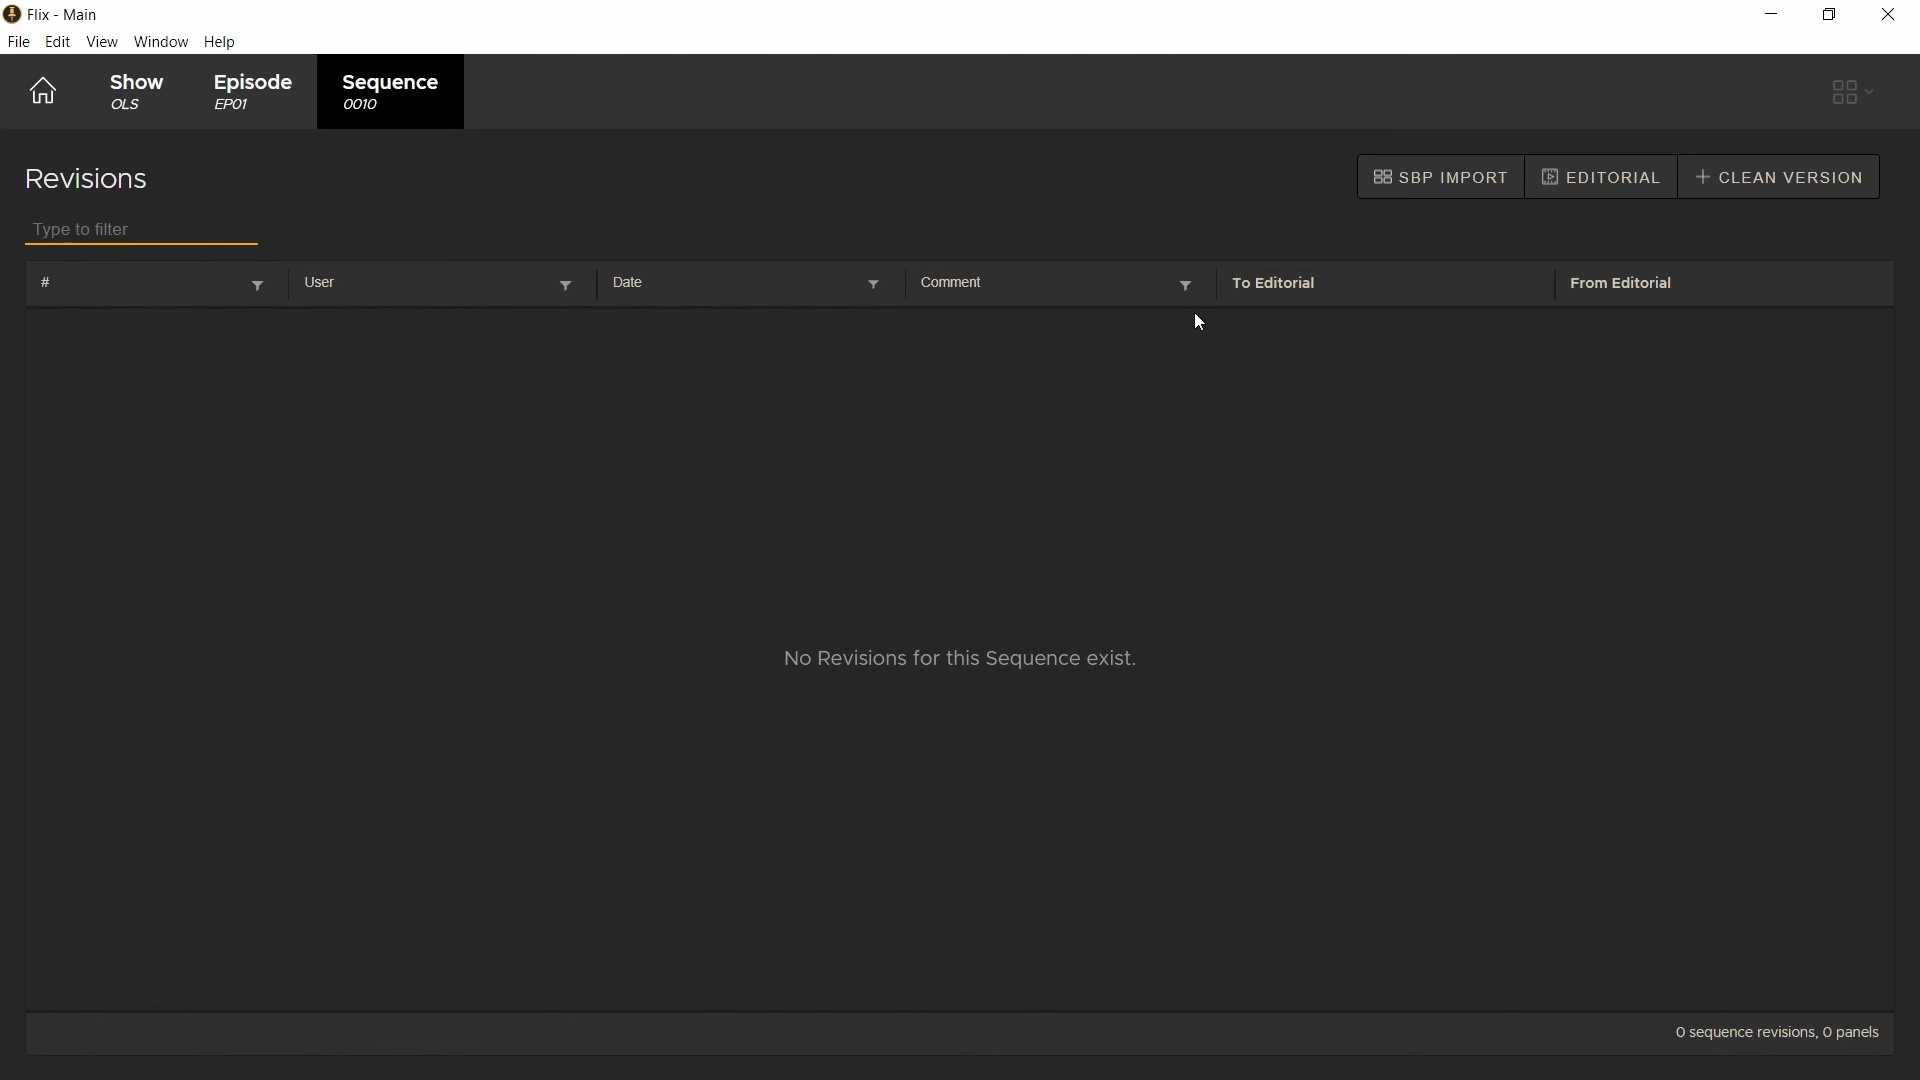 Flix - Main
File Edit View Window Help
Show Episode Sequence
OLS EP01 0010
Revisions
SBP IMPORT EDITORIAL + CLEAN VERSION
Type to filter
# User Date Comment To Editorial From Editorial
No Revisions for this Sequence exist.
0 sequence revisions, 0 panels